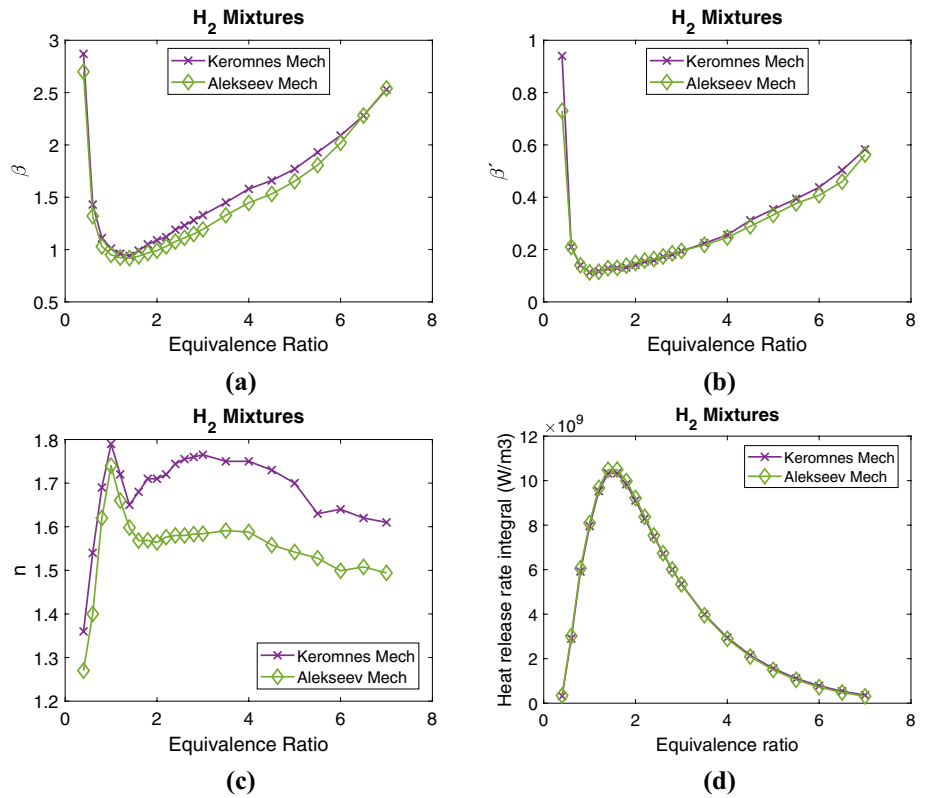 H2 Mixtures
3
2.5
2
1.5
1
0.5
β
0 2 4 6 8
Equivalence Ratio
Keromnes Mech
Alekseev Mech
(a)
H2 Mixtures
1
0.8
0.6
0.4
0.2
0
β′
0 2 4 6 8
Equivalence Ratio
Keromnes Mech
Alekseev Mech
(b)
H2 Mixtures
1.8
1.7
1.6
1.5
1.4
1.3
1.2
n
0 2 4 6 8
Equivalence Ratio
Keromnes Mech
Alekseev Mech
(c)
H2 Mixtures
×10^9
12
10
8
6
4
2
0
Heat release rate integral (W/m3)
0 2 4 6 8
Equivalence ratio
Keromnes Mech
Alekseev Mech
(d)